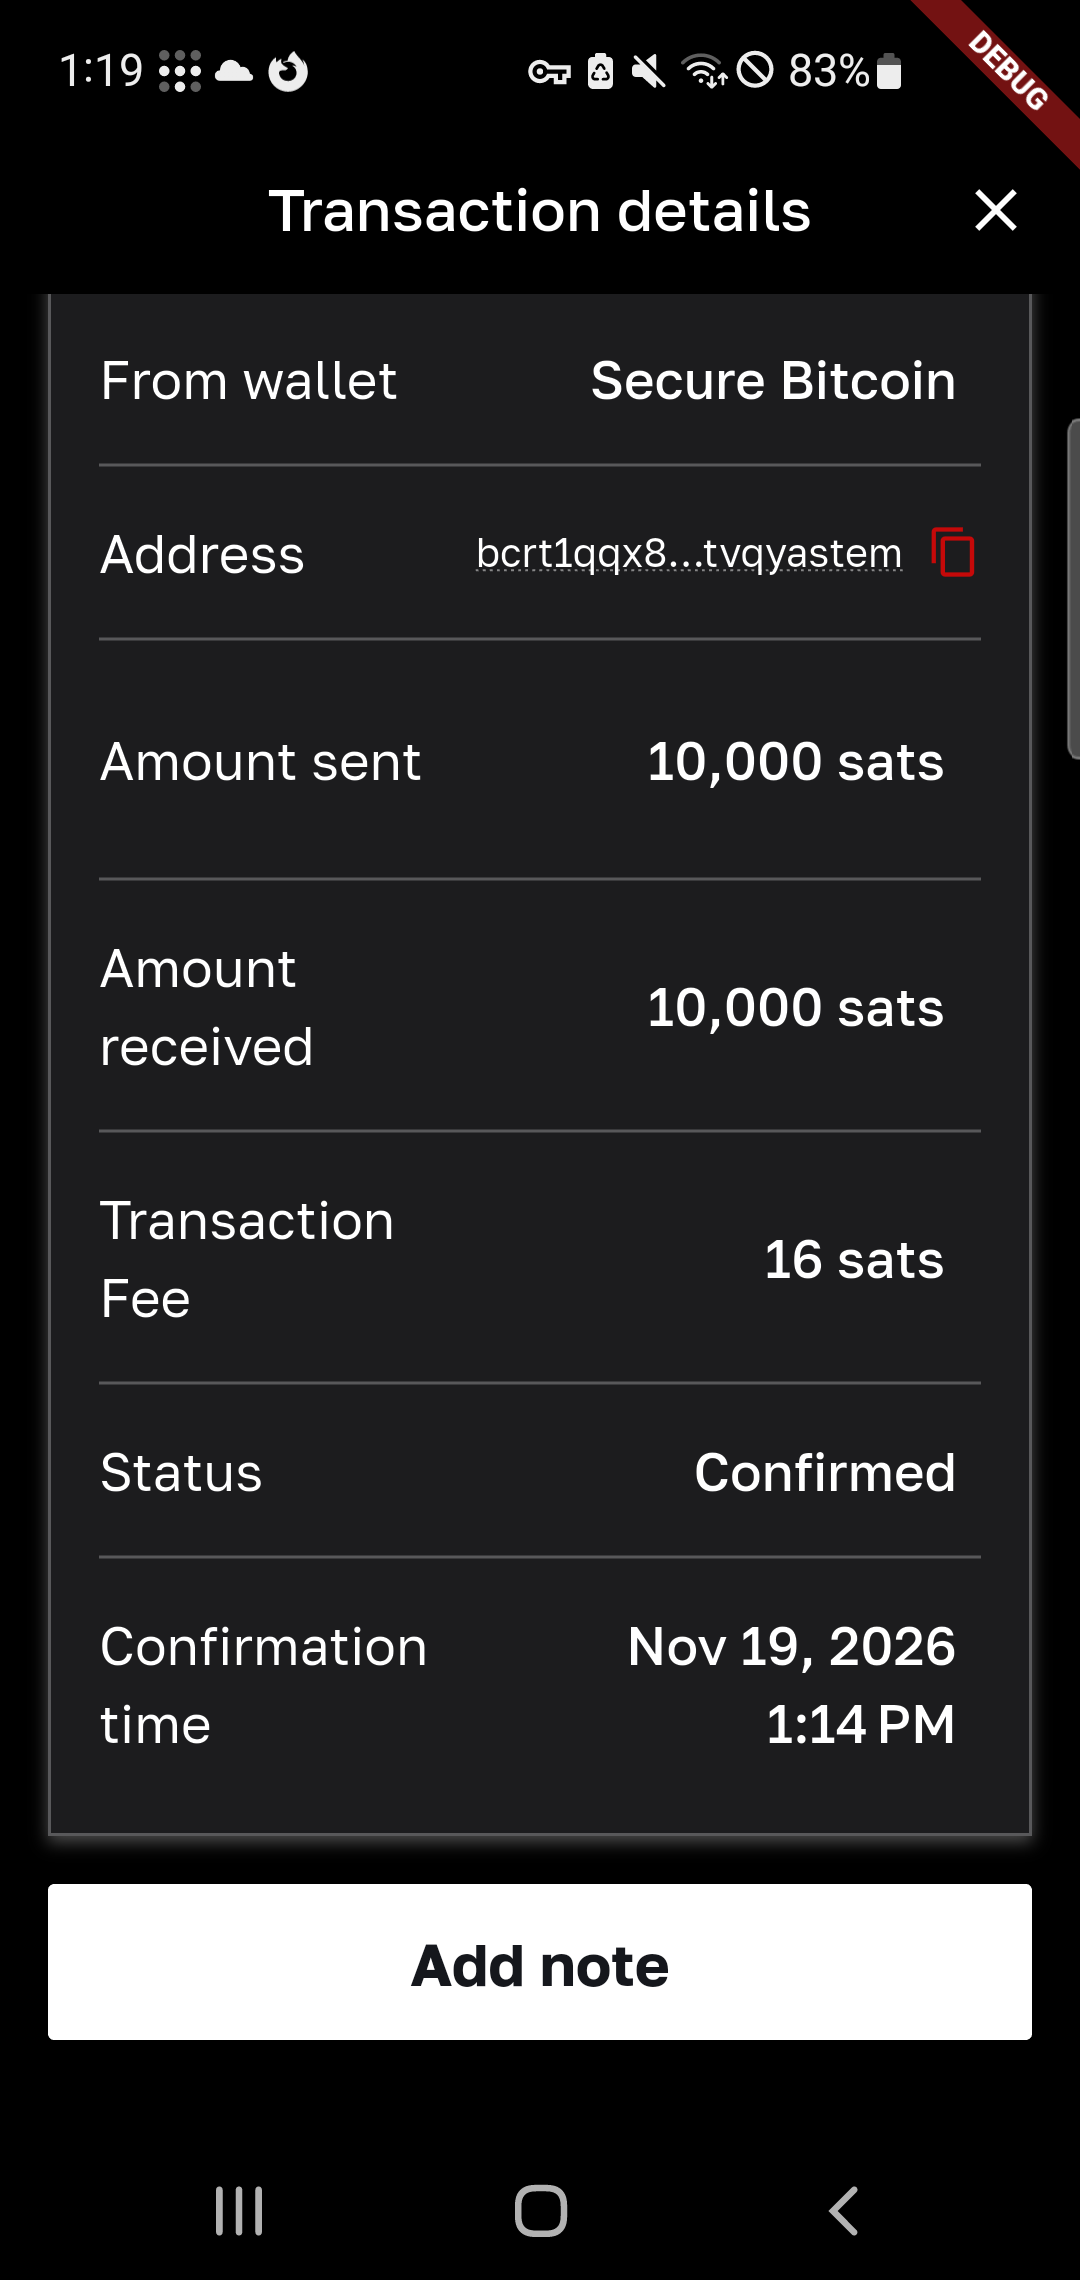 1:19
83%
DEBUG
Transaction details
From wallet
Secure Bitcoin
Address
bcrt1qqx8...tvqyastem
Amount sent
10,000 sats
Amount
received
10,000 sats
Transaction
Fee
16 sats
Status
Confirmed
Confirmation
time
Nov 19, 2026
1:14 PM
Add note